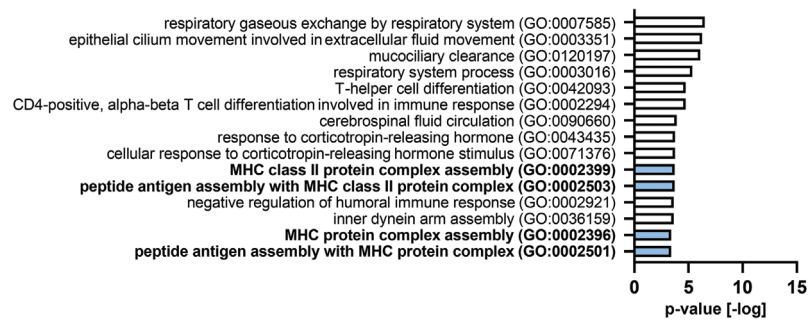 respiratory gaseous exchange by respiratory system (GO:0007585)
epithelial cilium movement involved in extracellular fluid movement (GO:0003351)
mucociliary clearance (GO:0120197)
respiratory system process (GO:0003016)
T-helper cell differentiation (GO:0042093)
CD4-positive, alpha-beta T cell differentiation involved in immune response (GO:0002294)
cerebrospinal fluid circulation (GO:0090660)
response to corticotropin-releasing hormone (GO:0043435)
cellular response to corticotropin-releasing hormone stimulus (GO:0071376)
MHC class II protein complex assembly (GO:0002399)
peptide antigen assembly with MHC class II protein complex (GO:0002503)
negative regulation of humoral immune response (GO:0002921)
inner dynein arm assembly (GO:0036159)
MHC protein complex assembly (GO:0002396)
peptide antigen assembly with MHC protein complex (GO:0002501)
0 5 10 15
p-value [-log]